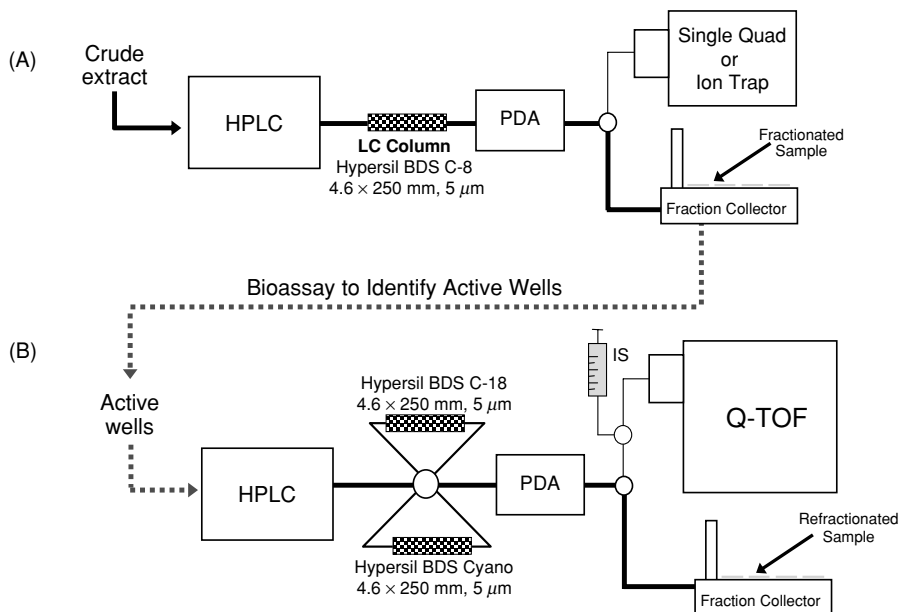 (A)
Crude
extract
HPLC
LC Column
Hypersil BDS C-8
4.6 × 250 mm, 5 μm
PDA
Single Quad
or
Ion Trap
Fractionated
Sample
Fraction Collector
Bioassay to Identify Active Wells
(B)
Active
wells
HPLC
Hypersil BDS C-18
4.6 × 250 mm, 5 μm
Hypersil BDS Cyano
4.6 × 250 mm, 5 μm
PDA
IS
Q-TOF
Refractionated
Sample
Fraction Collector